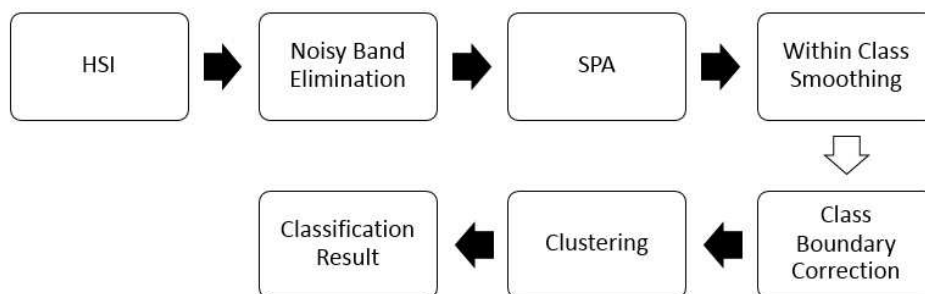 HSI
Noisy Band
Elimination
SPA
Within Class
Smoothing
Class
Boundary
Correction
Clustering
Classification
Result